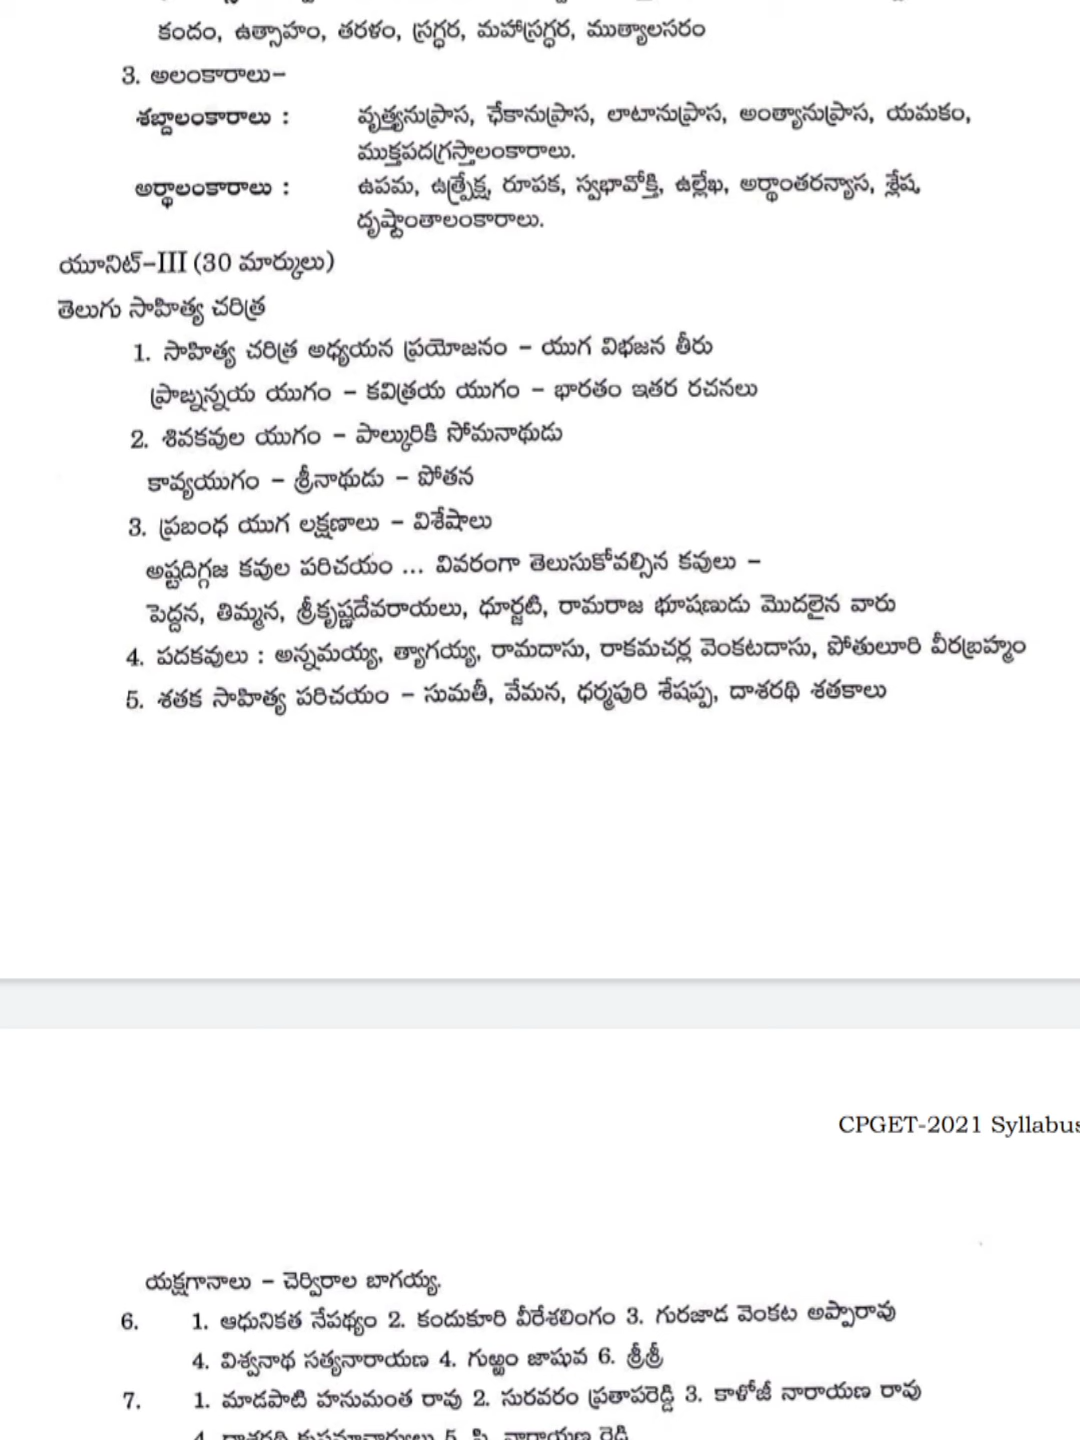 కందం, ఉత్సాహం, తరళం, స్రగ్ధర, మహాస్రగ్ధర, ముత్యాలసరం
3. అలంకారాలు–
శబ్దాలంకారాలు : వృత్త్యనుప్రాస, ఛేకానుప్రాస, లాటానుప్రాస, అంత్యానుప్రాస, యమకం,
ముక్తపదగ్రస్తాలంకారాలు.
అర్థాలంకారాలు : ఉపమ, ఉత్ప్రేక్ష, రూపక, స్వభావోక్తి, ఉల్లేఖ, అర్థాంతరన్యాస, శ్లేష,
దృష్టాంతాలంకారాలు.
యూనిట్–III (30 మార్కులు)
తెలుగు సాహిత్య చరిత్ర
1. సాహిత్య చరిత్ర అధ్యయన ప్రయోజనం – యుగ విభజన తీరు
ప్రాఙ్నన్నయ యుగం – కవిత్రయ యుగం – భారతం ఇతర రచనలు
2. శివకవుల యుగం – పాల్కురికి సోమనాథుడు
కావ్యయుగం – శ్రీనాథుడు – పోతన
3. ప్రబంధ యుగ లక్షణాలు – విశేషాలు
అష్టదిగ్గజ కవుల పరిచయం ... వివరంగా తెలుసుకోవల్సిన కవులు –
పెద్దన, తిమ్మన, శ్రీకృష్ణదేవరాయలు, ధూర్జటి, రామరాజ భూషణుడు మొదలైన వారు
4. పదకవులు : అన్నమయ్య, త్యాగయ్య, రామదాసు, రాకమచర్ల వెంకటదాసు, పోతులూరి వీరబ్రహ్మం
5. శతక సాహిత్య పరిచయం – సుమతీ, వేమన, ధర్మపురి శేషప్ప, దాశరథి శతకాలు
CPGET-2021 Syllabus
యక్షగానాలు – చెర్విరాల బాగయ్య.
6. 1. ఆధునికత నేపథ్యం 2. కందుకూరి వీరేశలింగం 3. గురజాడ వెంకట అప్పారావు
4. విశ్వనాథ సత్యనారాయణ 4. గుఱ్ఱం జాషువ 6. శ్రీశ్రీ
7. 1. మాడపాటి హనుమంత రావు 2. సురవరం ప్రతాపరెడ్డి 3. కాళోజీ నారాయణ రావు
4. దాశరథి కృష్ణమాచార్యులు 5. సి. నారాయణ రెడ్డి